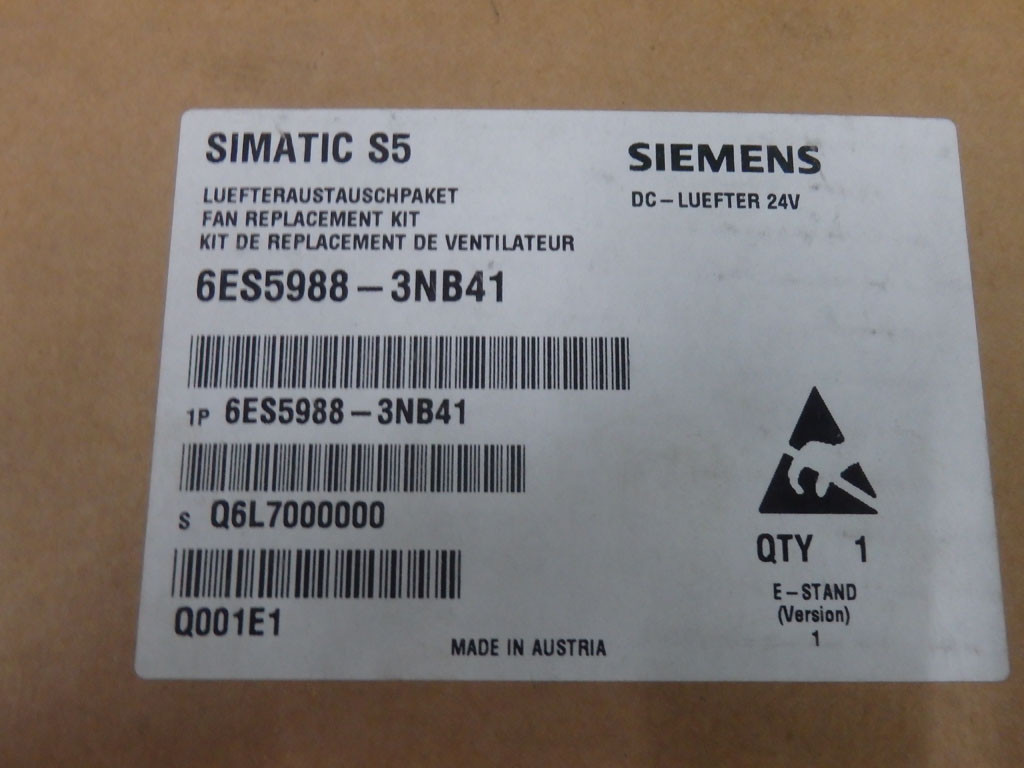 SIMATIC S5
SIEMENS
LUEFTERAUSTAUSCHPAKET
DC-LUEFTER 24V
FAN REPLACEMENT KIT
KIT DE REPLACEMENT DE VENTILATEUR
6ES5988-3NB41
1P 6ES5988-3NB41
S Q6L7000000
QTY 1
E-STAND
(Version)
1
Q001E1
MADE IN AUSTRIA